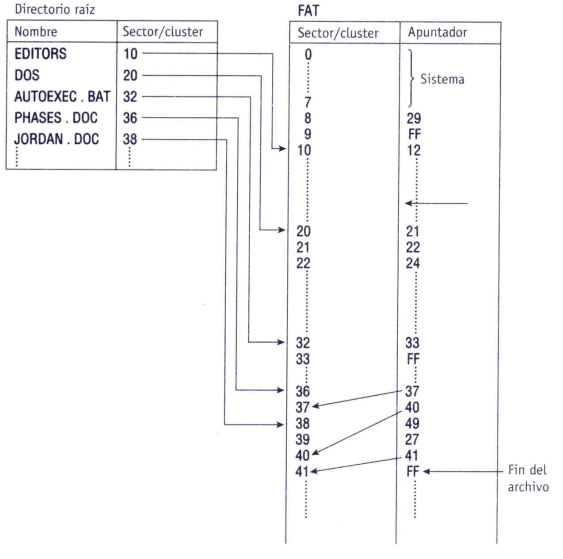 Directorio raíz
Nombre Sector/cluster
EDITORS 10
DOS 20
AUTOEXEC . BAT 32
PHASES . DOC 36
JORDAN . DOC 38
FAT
Sector/cluster Apuntador
0
Sistema
7
8 29
9 FF
10 12
20 21
21 22
22 24
32 33
33 FF
36 37
37 40
38 49
39 27
40 41
41 FF
Fin del
archivo